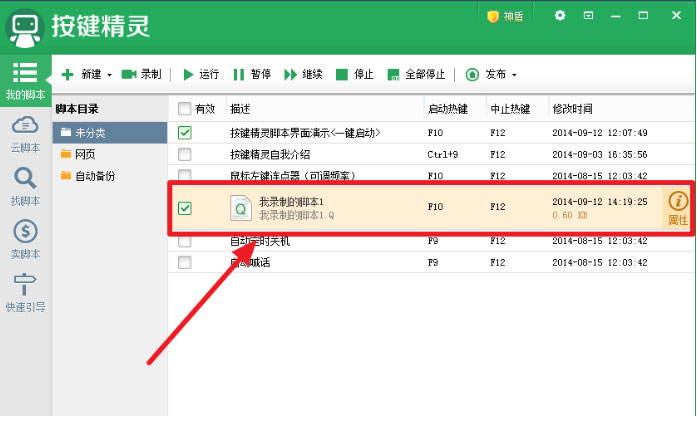 按键精灵
神盾
新建 录制 运行 暂停 继续 停止 全部停止 发布
我的脚本
云脚本
找脚本
卖脚本
快速引导
脚本目录
未分类
网页
自动备份
有效 描述 启动热键 中止热键 修改时间
按键精灵脚本界面演示<一键启动> F10 F12 2014-09-12 12:07:49
按键精灵自我介绍 Ctrl+9 F12 2014-09-03 16:35:56
鼠标左键连点器(可调频率) F10 F12 2014-08-15 12:03:42
我录制的脚本1 F10 F12 2014-09-12 14:19:25
我录制的脚本1.Q 0.60 KB
属性
自动定时关机 F9 F12 2014-08-15 12:03:42
自动喊话 F9 F12 2014-08-15 12:03:42